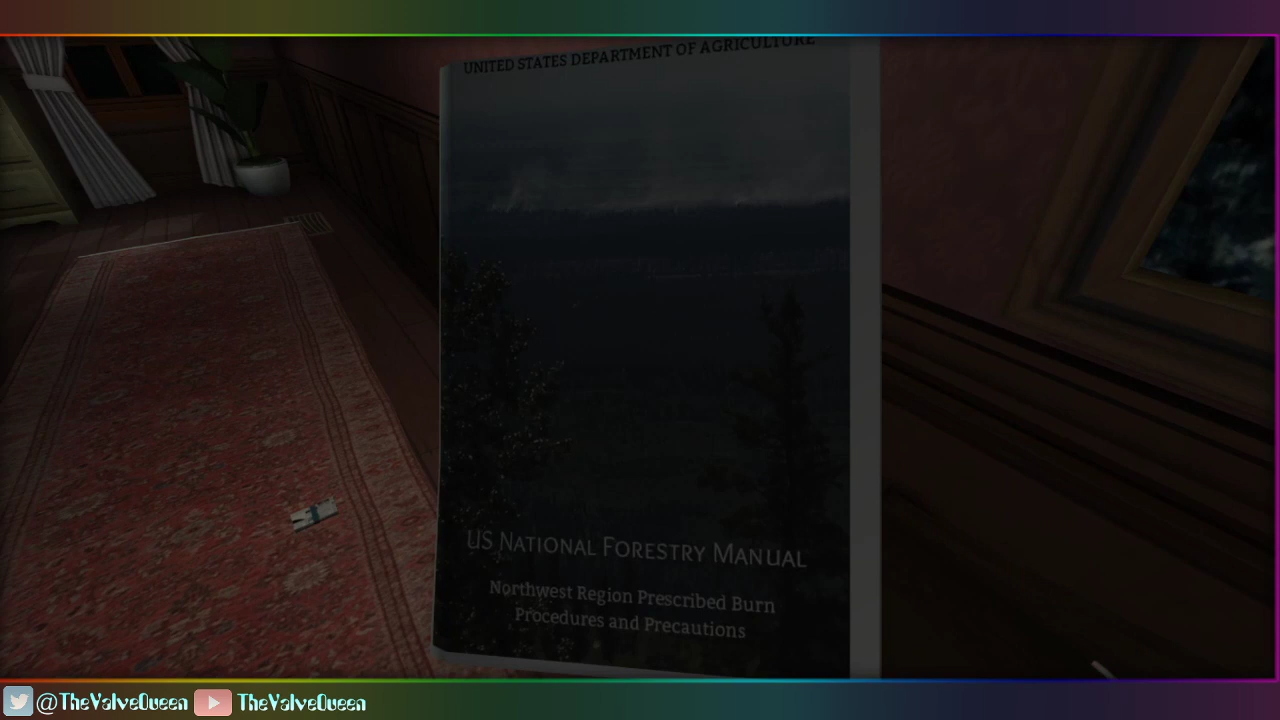 UNITED STATES DEPARTMENT OF AGRICULTURE
US NATIONAL FORESTRY MANUAL
Northwest Region Prescribed Burn
Procedures and Precautions
@TheValveQueen TheValveQueen